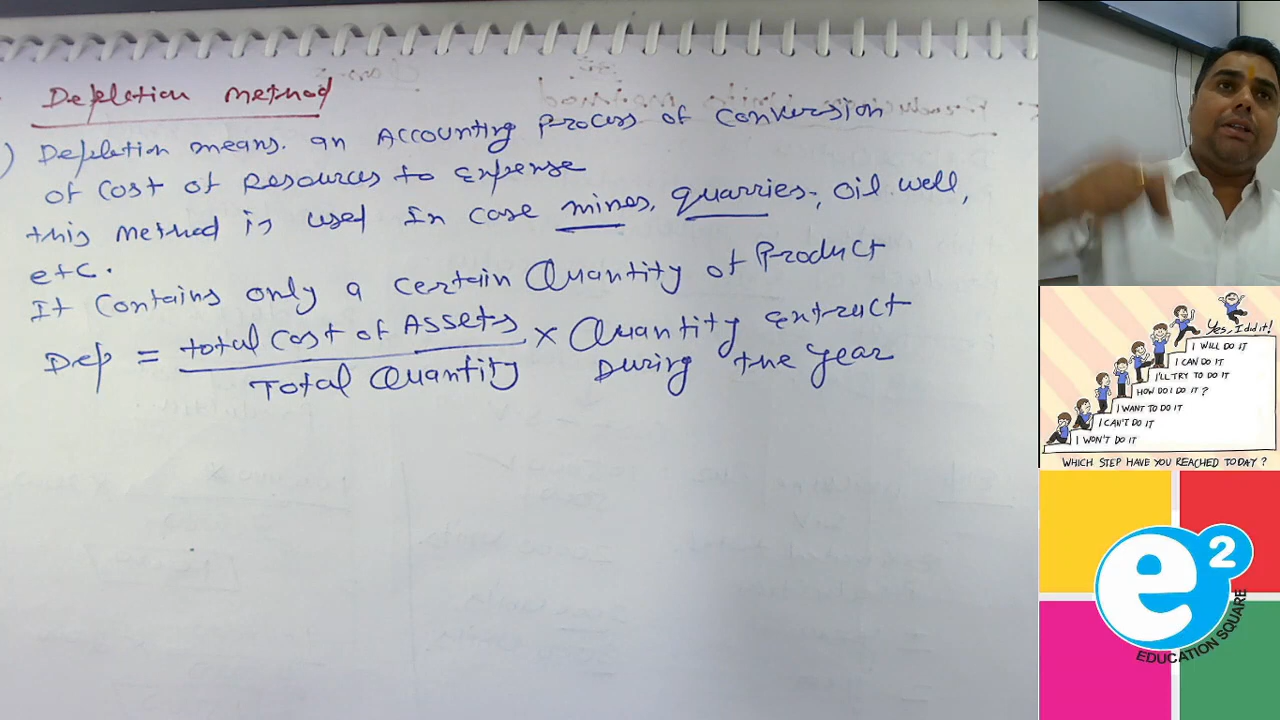 Depletion method
) Depletion means. an Accounting Process of Conversion
of Cost of Resources to Expense
this method is used In case mines, quarries, oil well,
etc.
It Contains only a certain Quantity of Product
Dep = total Cost of Assets × Quantity extract
Total Quantity During the Year
Yes, I did it!
I WILL DO IT
I CAN DO IT
I'LL TRY TO DO IT
HOW DO I DO IT?
I WANT TO DO IT
I CAN'T DO IT
I WON'T DO IT
WHICH STEP HAVE YOU REACHED TODAY?
e2
EDUCATION SQUARE